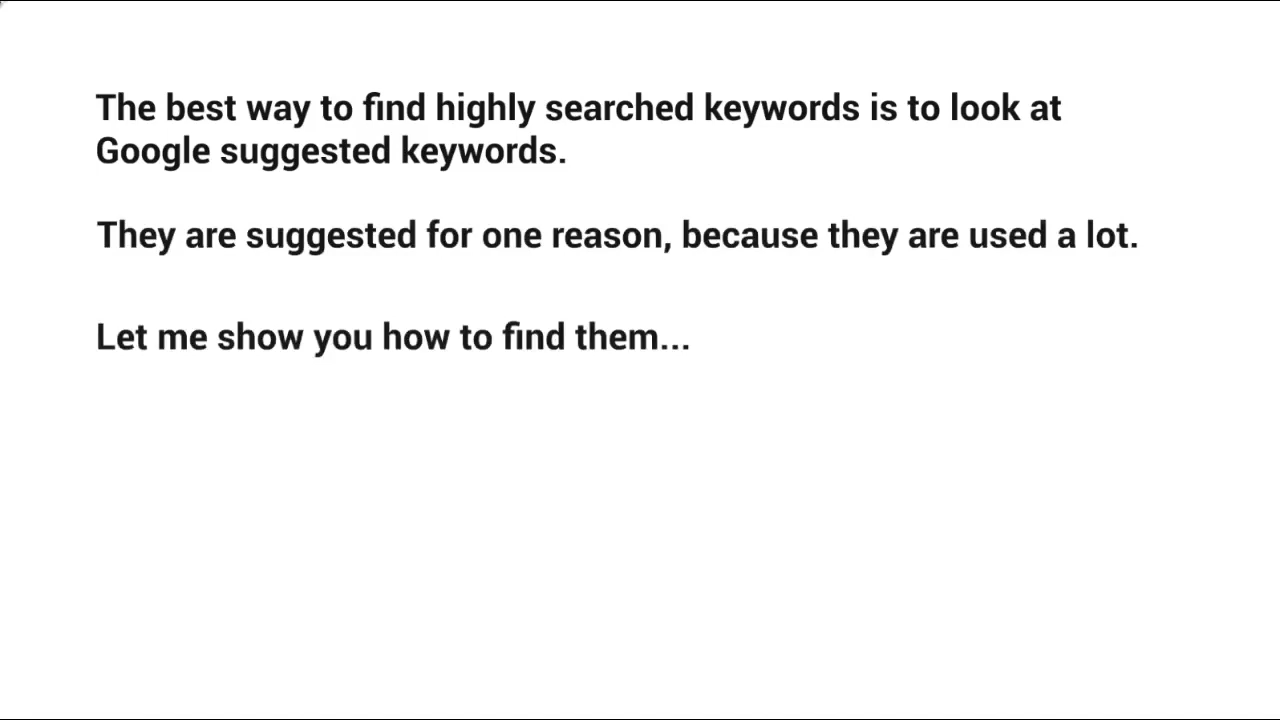 The best way to find highly searched keywords is to look at
Google suggested keywords.
They are suggested for one reason, because they are used a lot.
Let me show you how to find them...